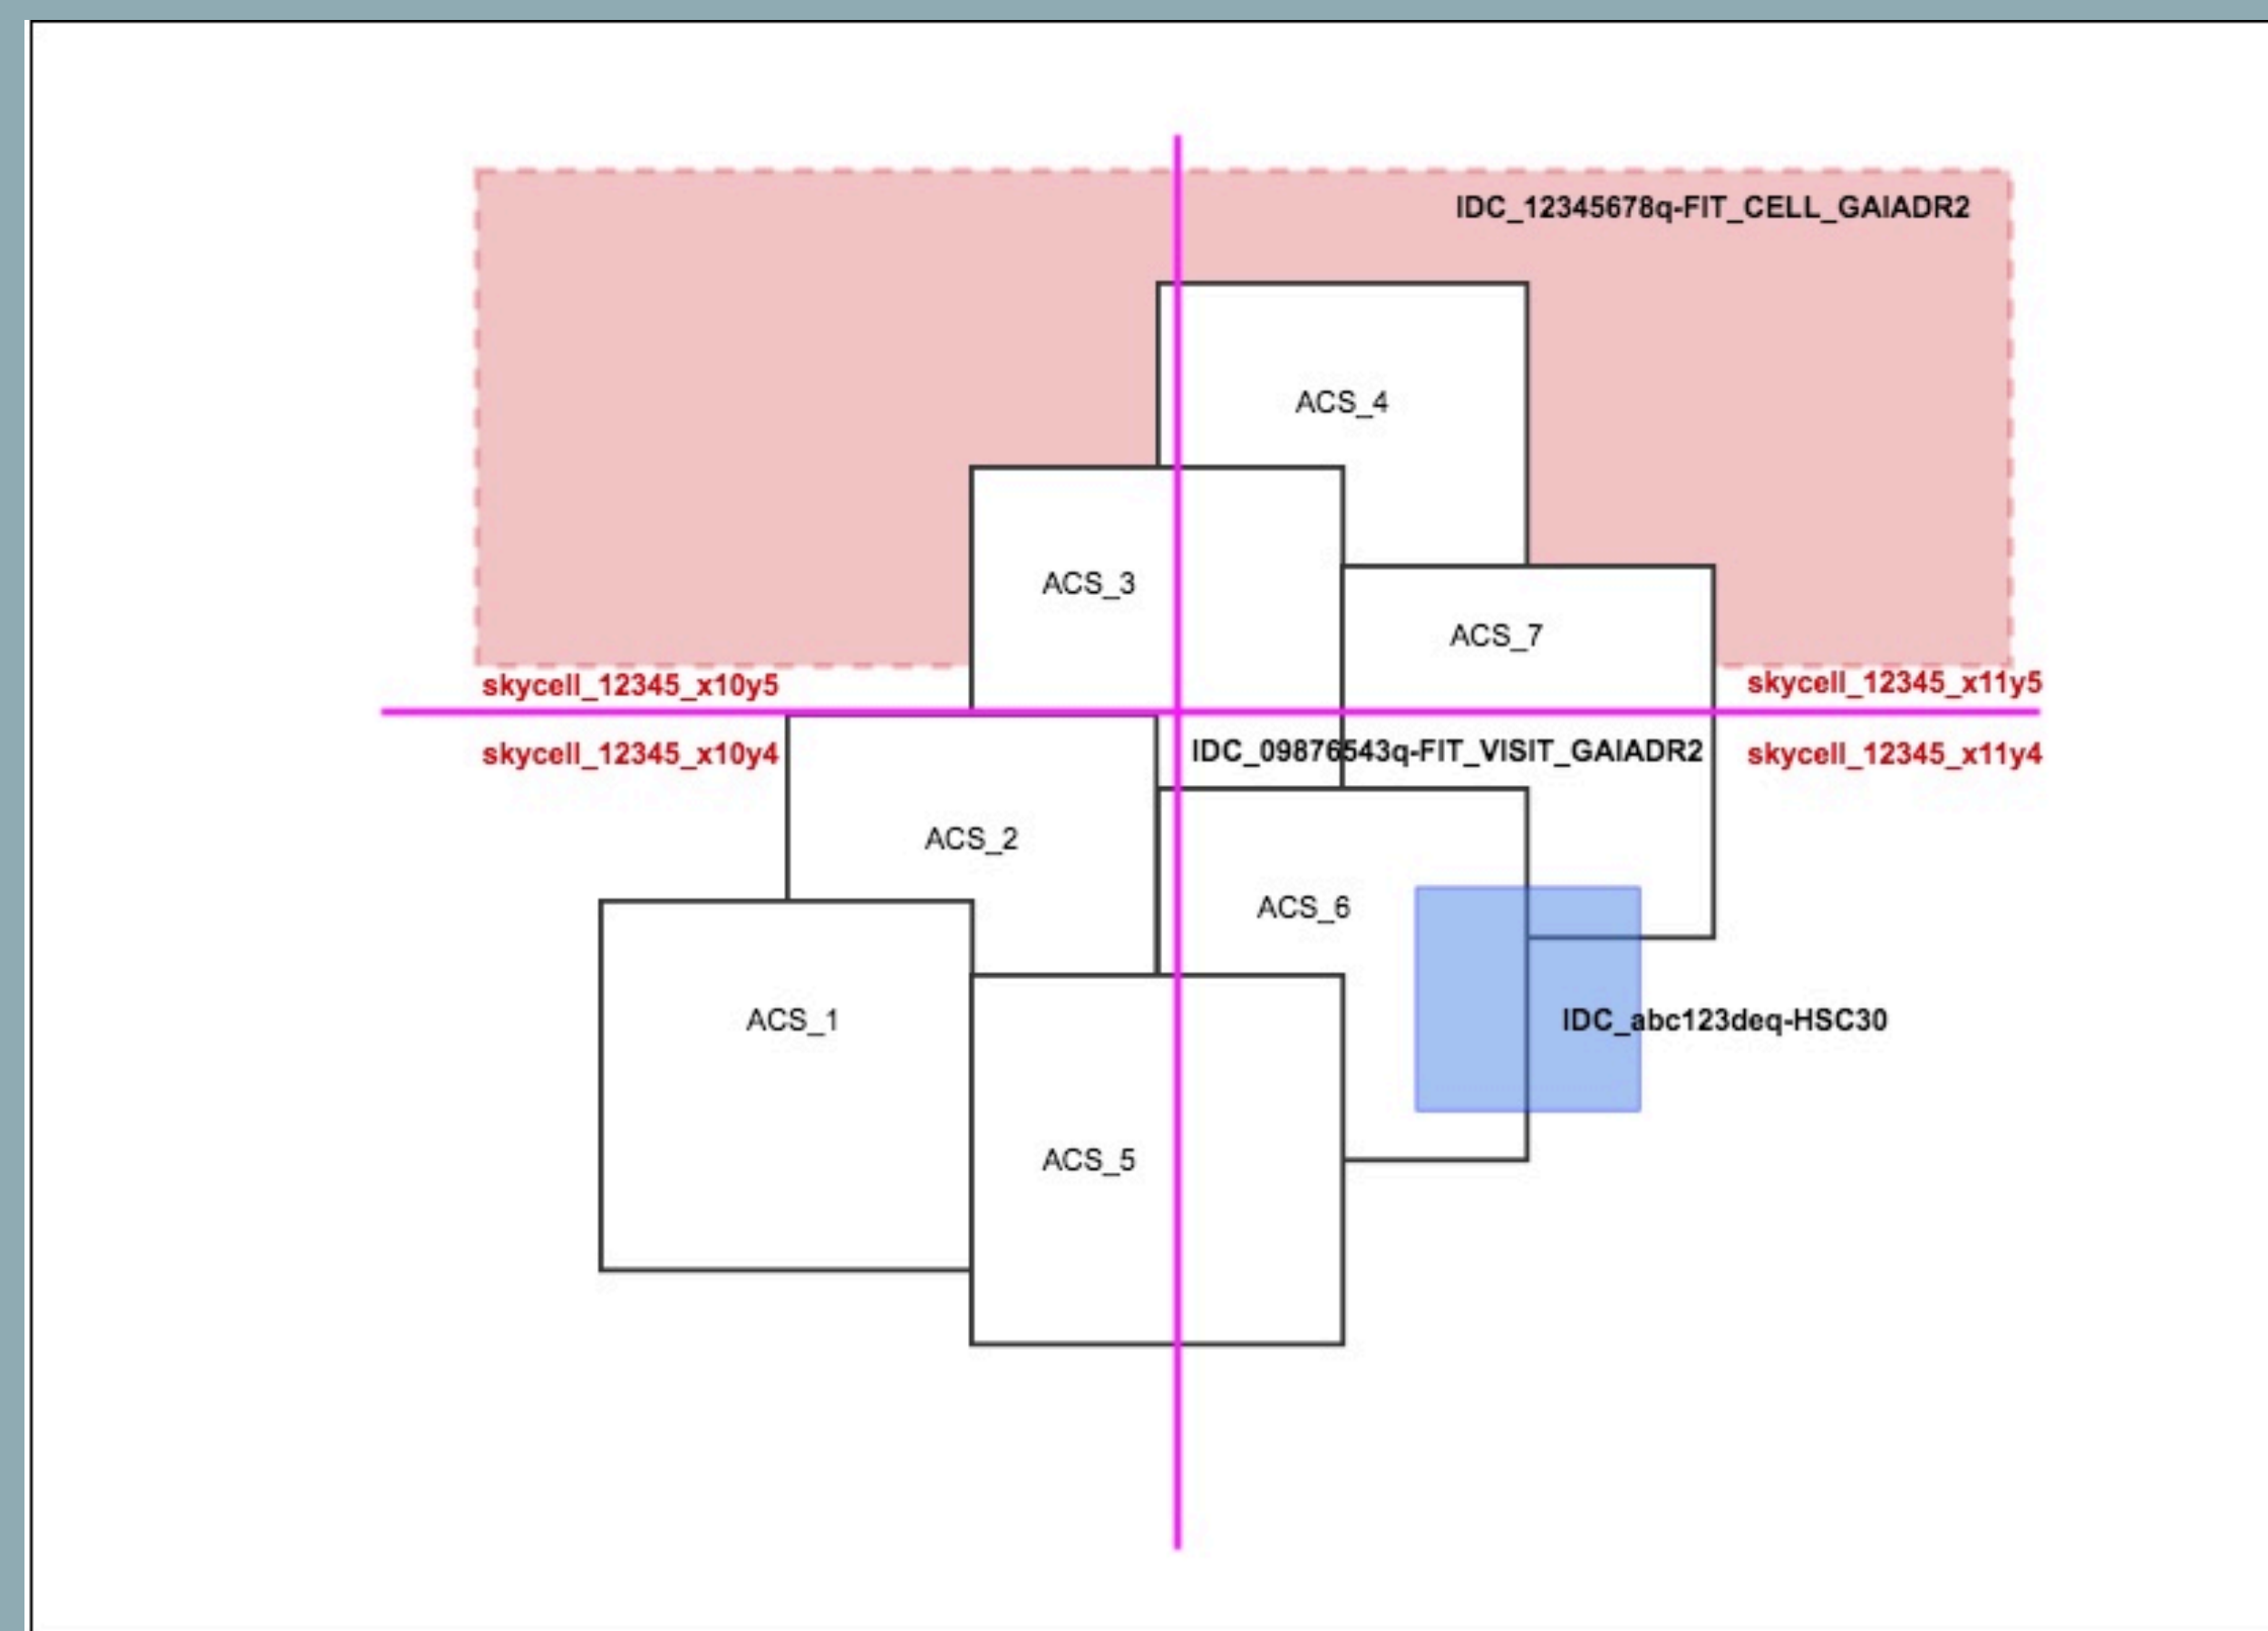 IDC_12345678q-FIT_CELL_GAIADR2
ACS_4
ACS_3
ACS_7
skycell_12345_x10y5
skycell_12345_x11y5
skycell_12345_x10y4
IDC_09876543q-FIT_VISIT_GAIADR2
skycell_12345_x11y4
ACS_2
ACS_6
ACS_1
IDC_abc123deq-HSC30
ACS_5